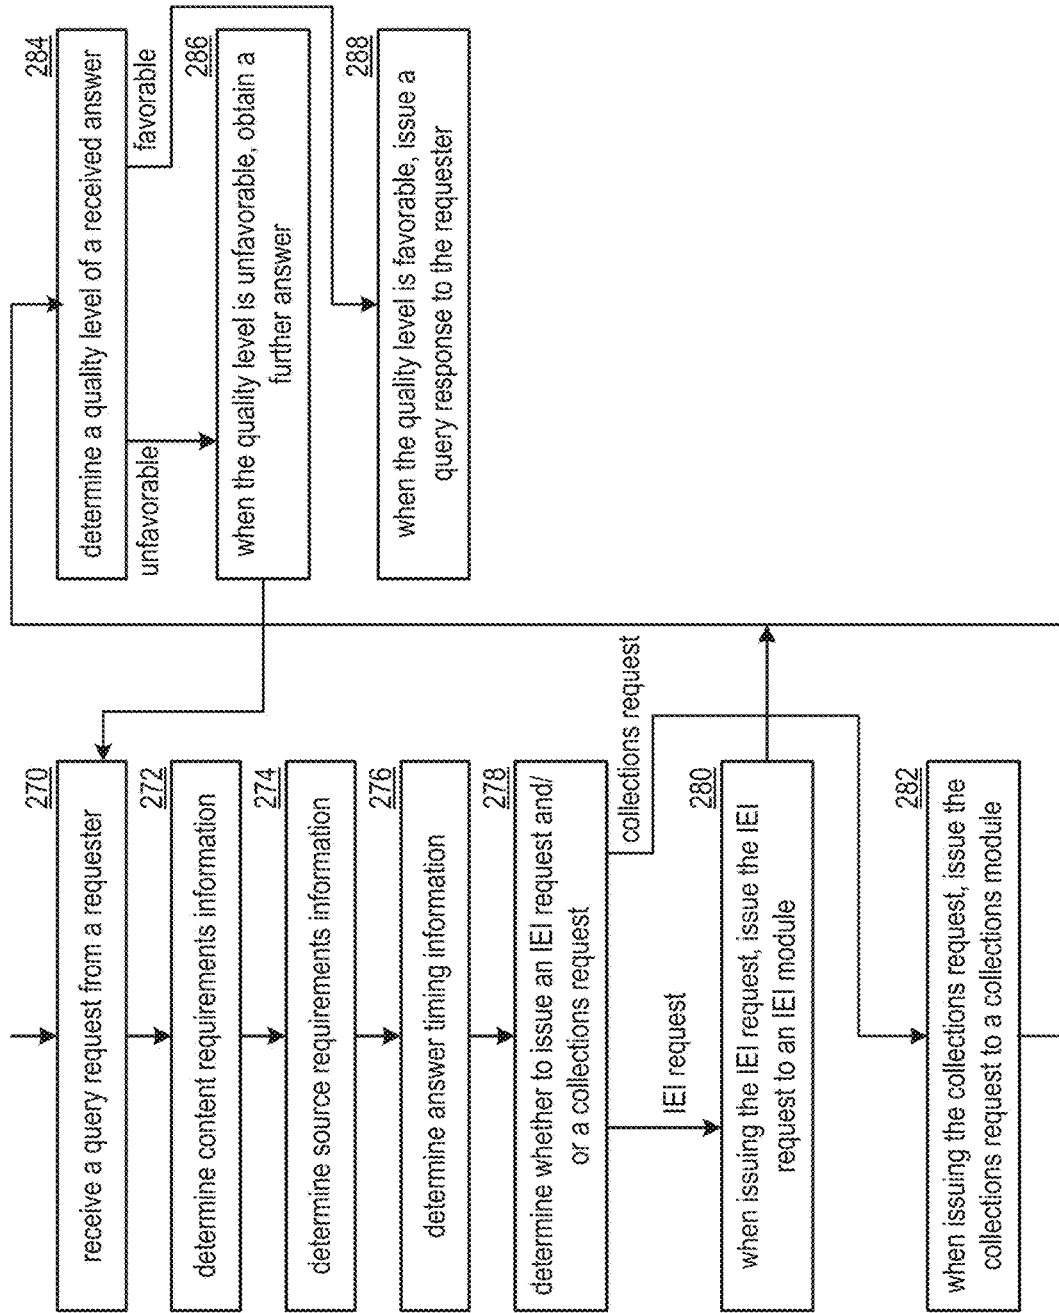 270
receive a query request from a requester
272
determine content requirements information
274
determine source requirements information
276
determine answer timing information
278
determine whether to issue an IEI request and/
or a collections request
IEI request
collections request
280
when issuing the IEI request, issue the IEI
request to an IEI module
282
when issuing the collections request, issue the
collections request to a collections module
284
determine a quality level of a received answer
unfavorable
favorable
286
when the quality level is unfavorable, obtain a
further answer
288
when the quality level is favorable, issue a
query response to the requester